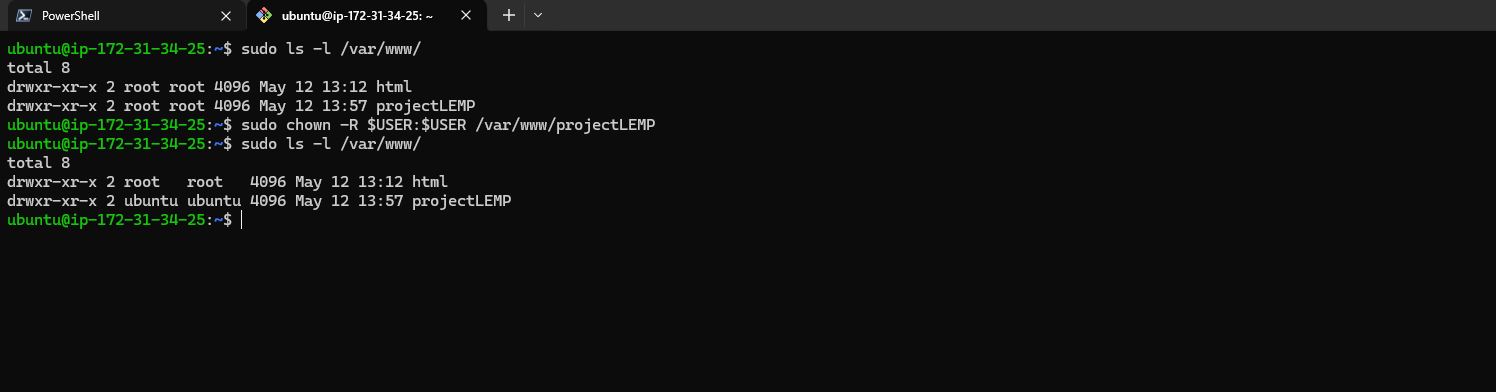 PowerShell
ubuntu@ip-172-31-34-25: ~
ubuntu@ip-172-31-34-25:~$ sudo ls -l /var/www/
total 8
drwxr-xr-x 2 root root 4096 May 12 13:12 html
drwxr-xr-x 2 root root 4096 May 12 13:57 projectLEMP
ubuntu@ip-172-31-34-25:~$ sudo chown -R $USER:$USER /var/www/projectLEMP
ubuntu@ip-172-31-34-25:~$ sudo ls -l /var/www/
total 8
drwxr-xr-x 2 root   root   4096 May 12 13:12 html
drwxr-xr-x 2 ubuntu ubuntu 4096 May 12 13:57 projectLEMP
ubuntu@ip-172-31-34-25:~$